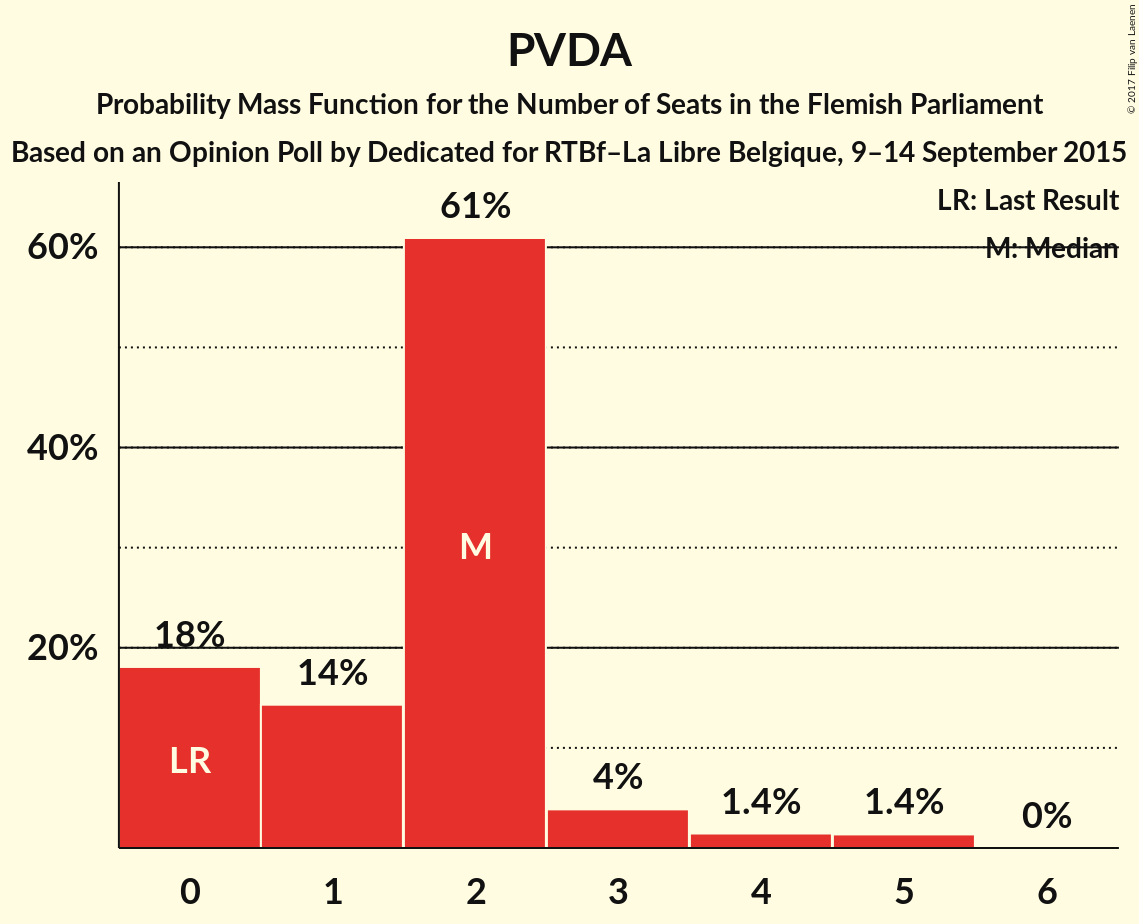 PVDA
Probability Mass Function for the Number of Seats in the Flemish Parliament
Based on an Opinion Poll by Dedicated for RTBf–La Libre Belgique, 9–14 September 2015
© 2017 Filip van Laenen
LR: Last Result
M: Median
60%
40%
20%
18%
14%
61%
4%
1.4%
1.4%
0%
LR
M
0
1
2
3
4
5
6